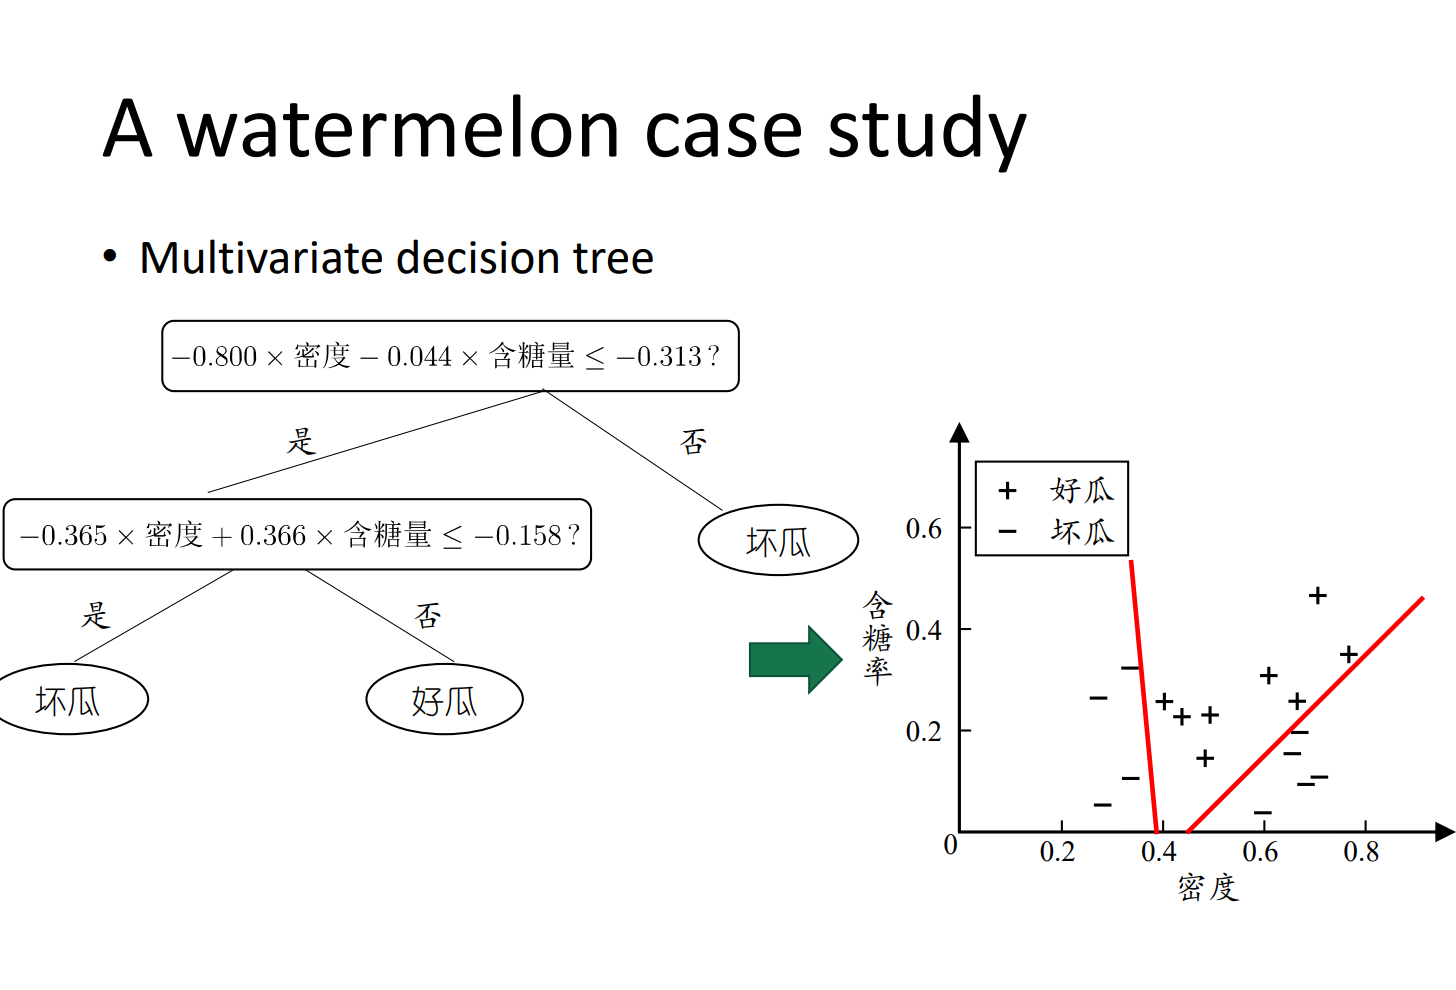 A watermelon case study
• Multivariate decision tree
−0.800 × 密度 − 0.044 × 含糖量 ≤ −0.313?
是
否
−0.365 × 密度 + 0.366 × 含糖量 ≤ −0.158?
坏瓜
是
否
坏瓜
好瓜
+ 好瓜
− 坏瓜
含糖率
0.6
0.4
0.2
0
0.2 0.4 0.6 0.8
密度